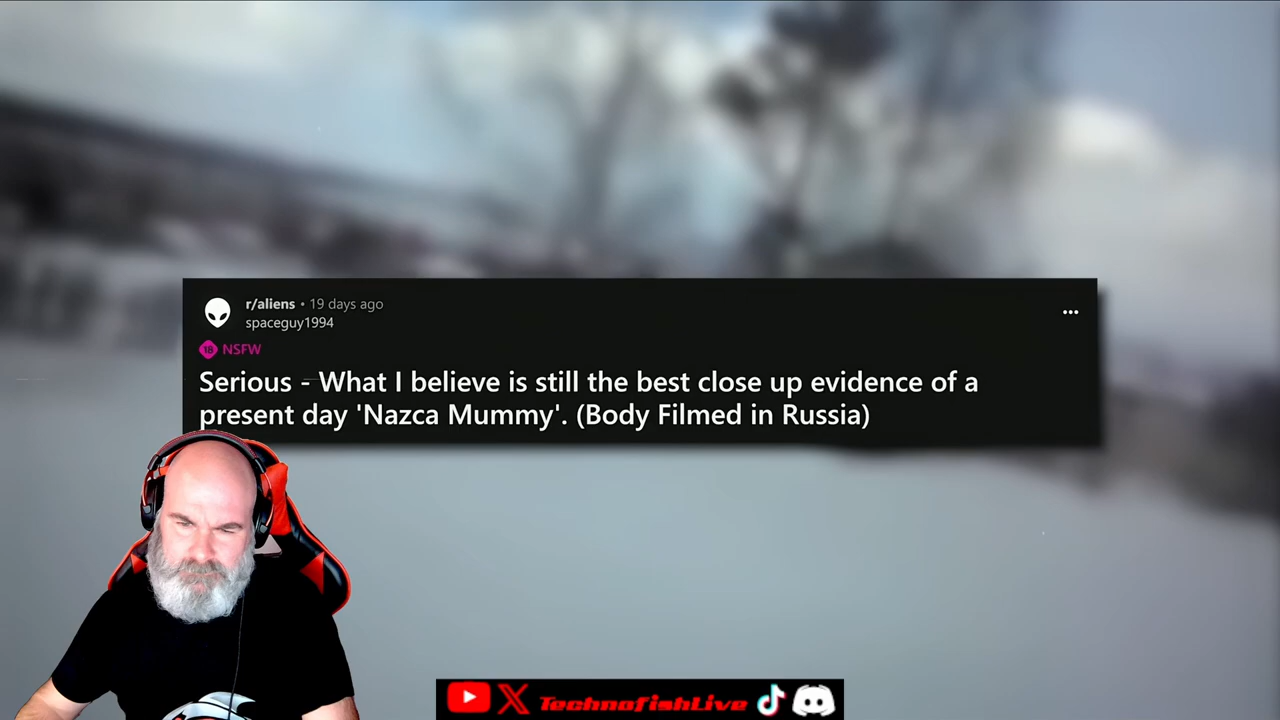 r/aliens • 19 days ago
spaceguy1994
18 NSFW
Serious - What I believe is still the best close up evidence of a
present day 'Nazca Mummy'. (Body Filmed in Russia)
TechnofishLive